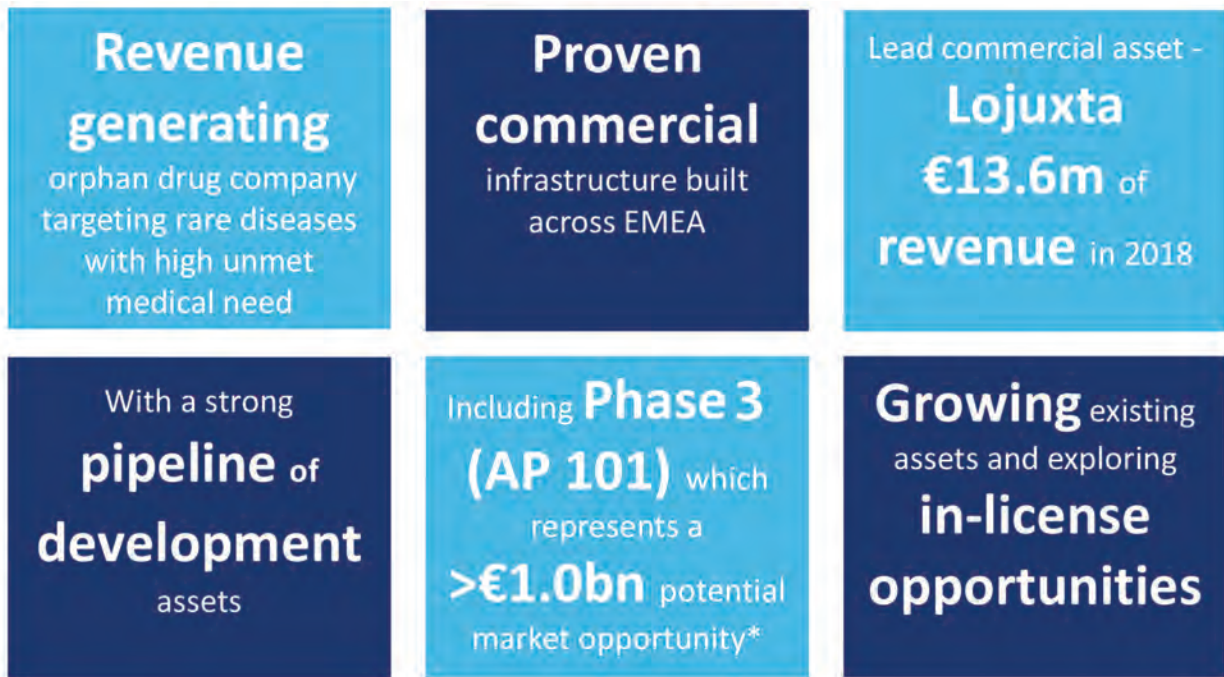 Revenue
generating
orphan drug company
targeting rare diseases
with high unmet
medical need
Proven
commercial
infrastructure built
across EMEA
Lead commercial asset -
Lojuxta
€13.6m of
revenue in 2018
With a strong
pipeline of
development
assets
Including Phase 3
(AP 101) which
represents a
>€1.0bn potential
market opportunity*
Growing existing
assets and exploring
in-license
opportunities